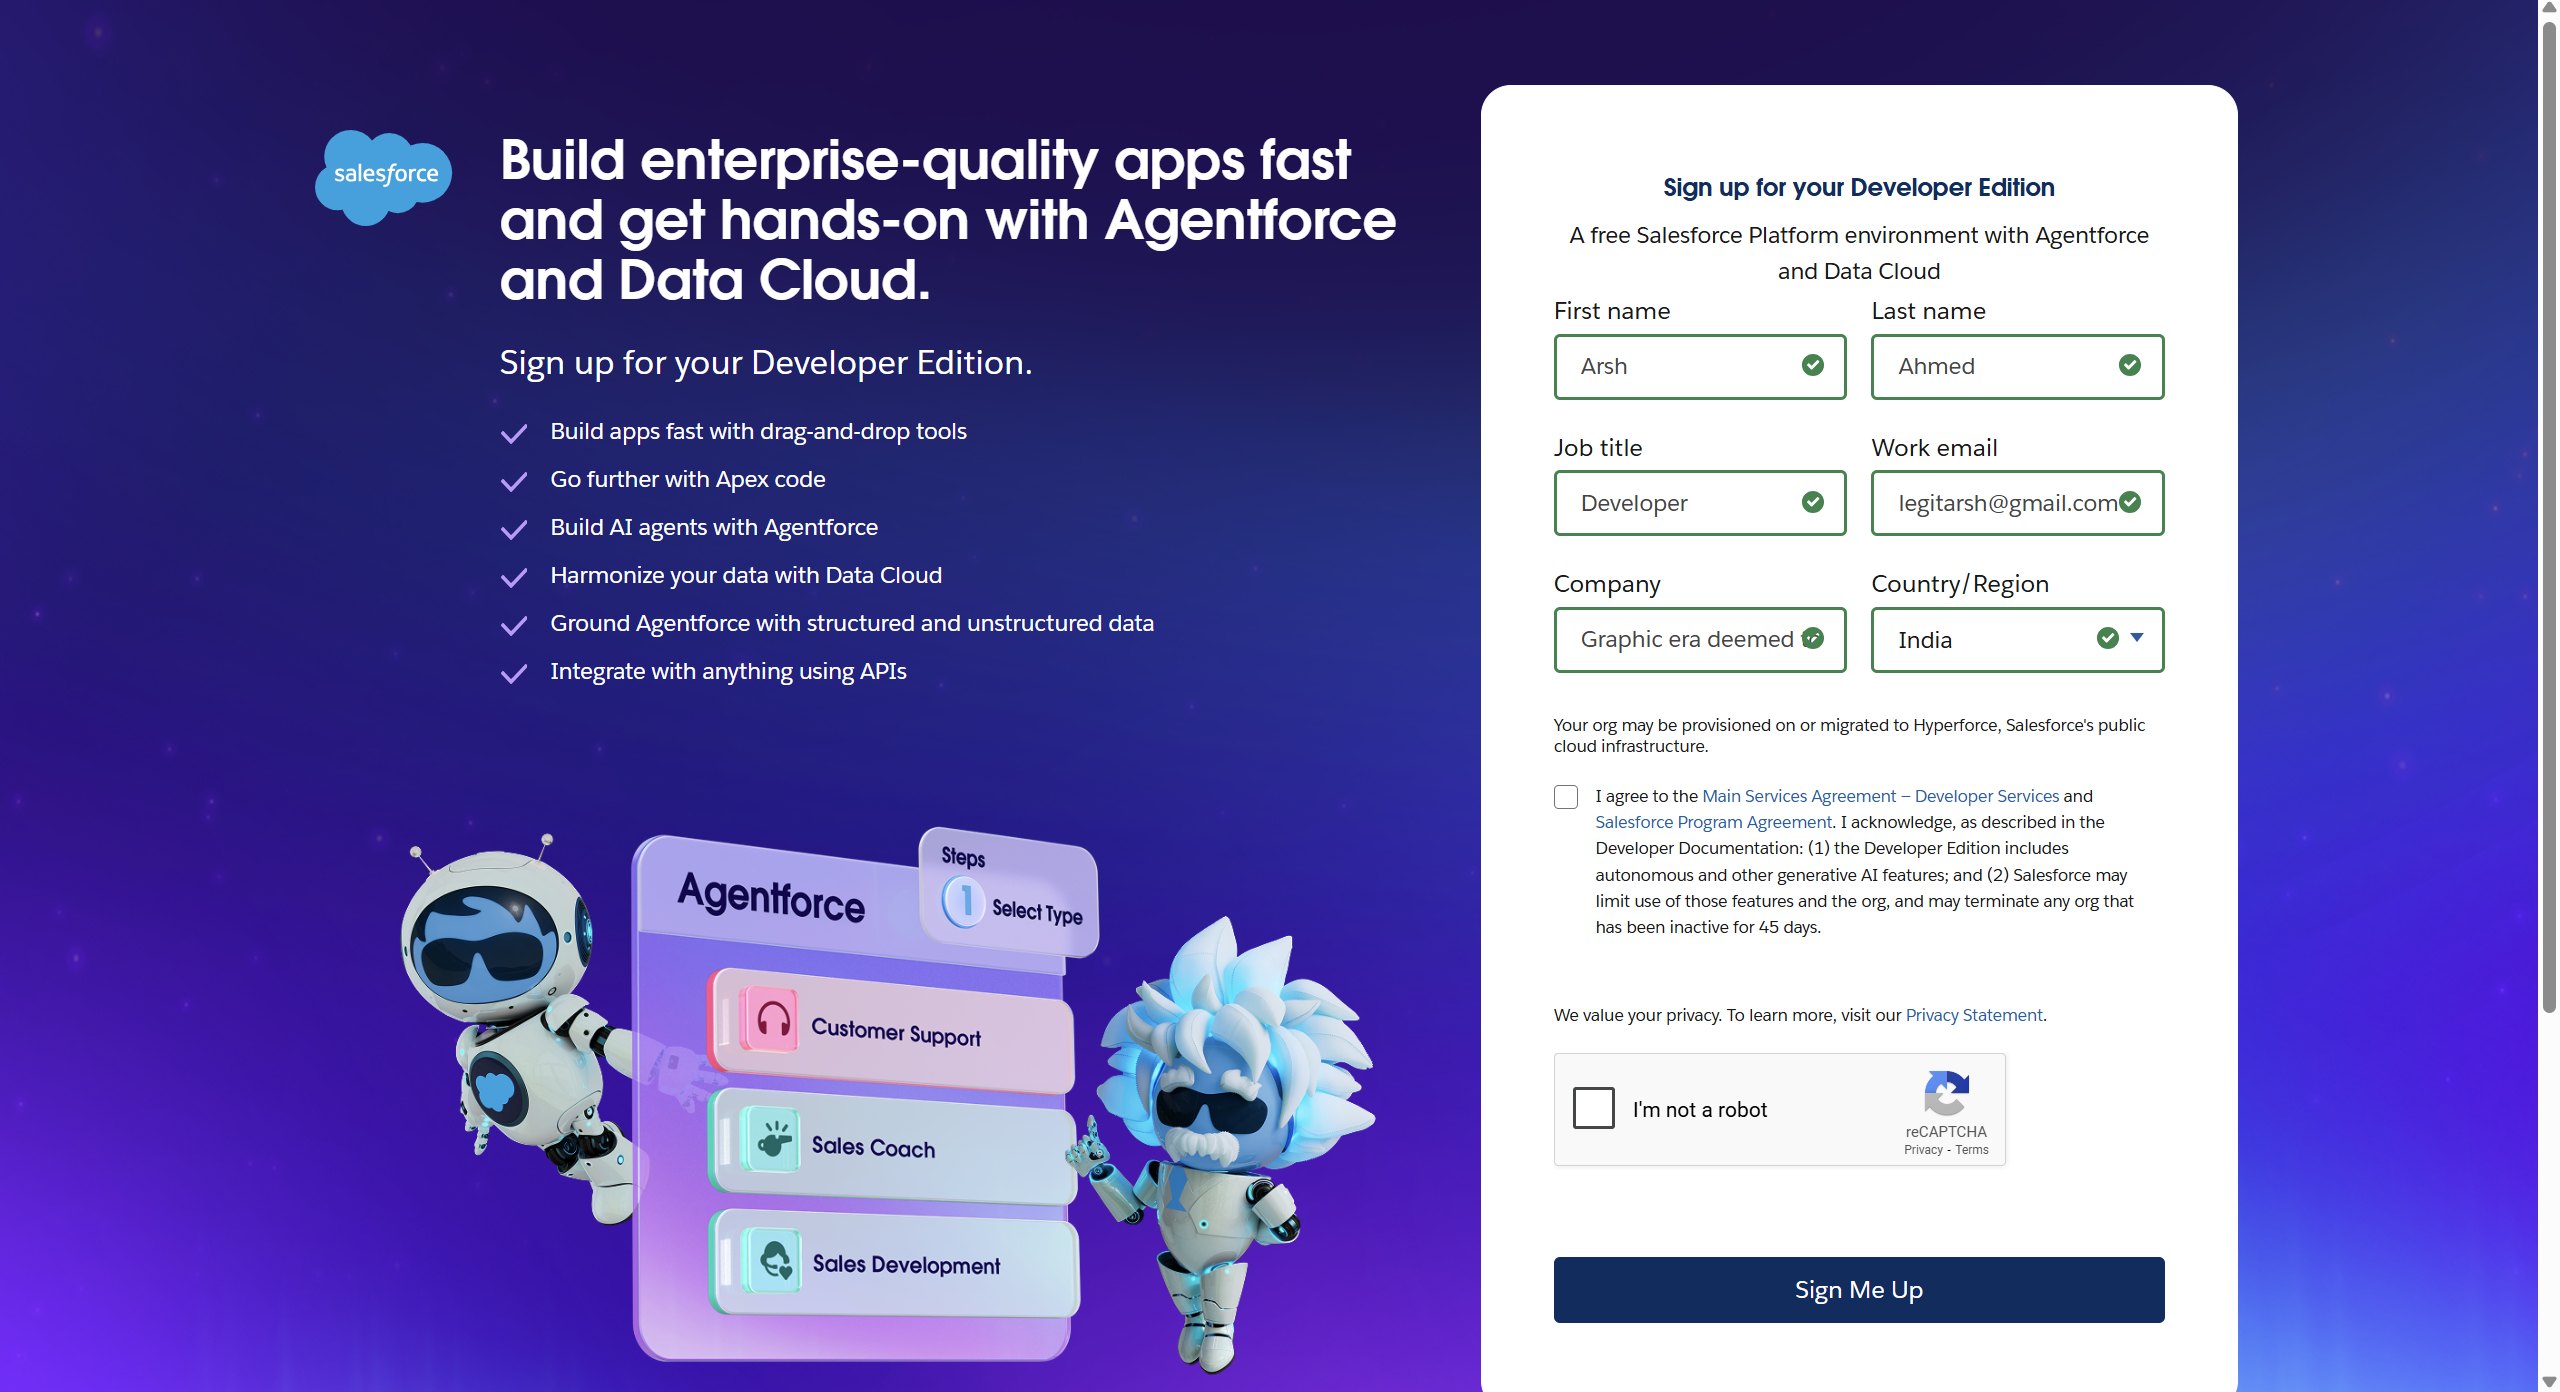 salesforce
Build enterprise-quality apps fast
and get hands-on with Agentforce
and Data Cloud.
Sign up for your Developer Edition.
Build apps fast with drag-and-drop tools
Go further with Apex code
Build AI agents with Agentforce
Harmonize your data with Data Cloud
Ground Agentforce with structured and unstructured data
Integrate with anything using APIs
Agentforce
Steps
1 Select Type
Customer Support
Sales Coach
Sales Development
Sign up for your Developer Edition
A free Salesforce Platform environment with Agentforce
and Data Cloud
First name Last name
Arsh Ahmed
Job title Work email
Developer legitarsh@gmail.com
Company Country/Region
Graphic era deemed India
Your org may be provisioned on or migrated to Hyperforce, Salesforce's public
cloud infrastructure.
I agree to the Main Services Agreement – Developer Services and
Salesforce Program Agreement. I acknowledge, as described in the
Developer Documentation: (1) the Developer Edition includes
autonomous and other generative AI features; and (2) Salesforce may
limit use of those features and the org, and may terminate any org that
has been inactive for 45 days.
We value your privacy. To learn more, visit our Privacy Statement.
I'm not a robot
reCAPTCHA
Privacy - Terms
Sign Me Up